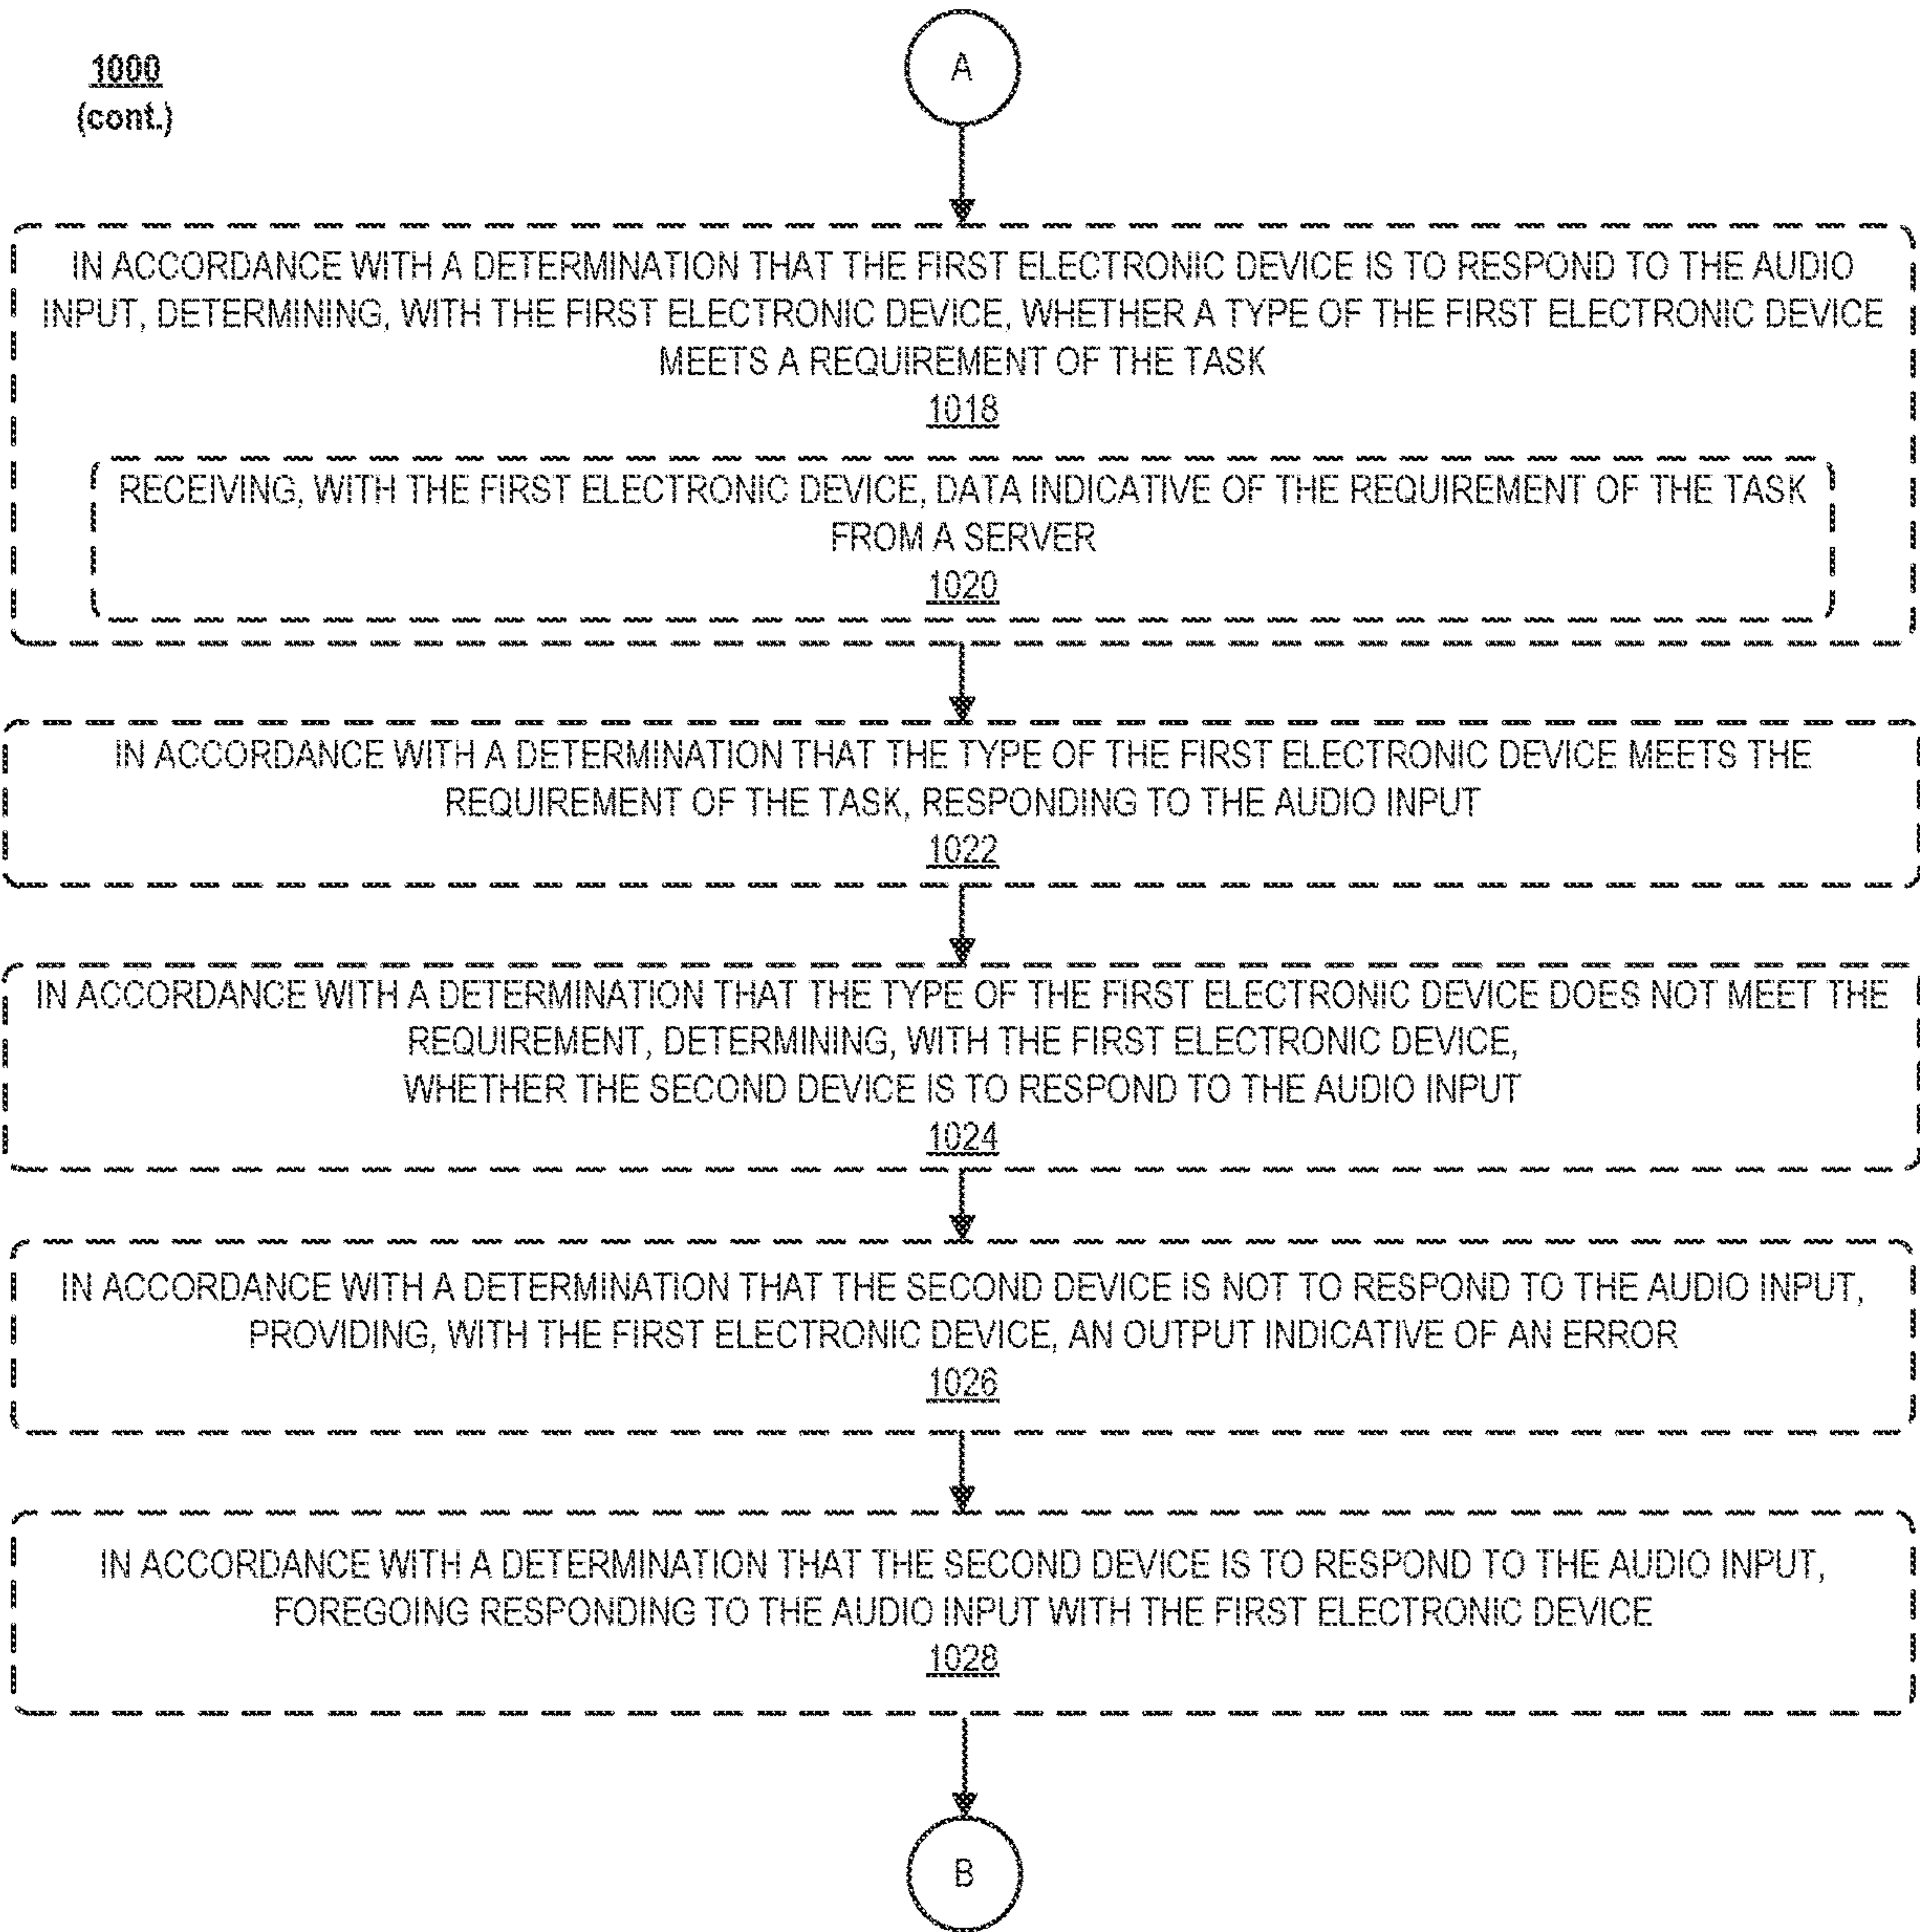 1000
(cont.)
A
IN ACCORDANCE WITH A DETERMINATION THAT THE FIRST ELECTRONIC DEVICE IS TO RESPOND TO THE AUDIO
INPUT, DETERMINING, WITH THE FIRST ELECTRONIC DEVICE, WHETHER A TYPE OF THE FIRST ELECTRONIC DEVICE
MEETS A REQUIREMENT OF THE TASK
1018
RECEIVING, WITH THE FIRST ELECTRONIC DEVICE, DATA INDICATIVE OF THE REQUIREMENT OF THE TASK
FROM A SERVER
1020
IN ACCORDANCE WITH A DETERMINATION THAT THE TYPE OF THE FIRST ELECTRONIC DEVICE MEETS THE
REQUIREMENT OF THE TASK, RESPONDING TO THE AUDIO INPUT
1022
IN ACCORDANCE WITH A DETERMINATION THAT THE TYPE OF THE FIRST ELECTRONIC DEVICE DOES NOT MEET THE
REQUIREMENT, DETERMINING, WITH THE FIRST ELECTRONIC DEVICE,
WHETHER THE SECOND DEVICE IS TO RESPOND TO THE AUDIO INPUT
1024
IN ACCORDANCE WITH A DETERMINATION THAT THE SECOND DEVICE IS NOT TO RESPOND TO THE AUDIO INPUT,
PROVIDING, WITH THE FIRST ELECTRONIC DEVICE, AN OUTPUT INDICATIVE OF AN ERROR
1026
IN ACCORDANCE WITH A DETERMINATION THAT THE SECOND DEVICE IS TO RESPOND TO THE AUDIO INPUT,
FOREGOING RESPONDING TO THE AUDIO INPUT WITH THE FIRST ELECTRONIC DEVICE
1028
B